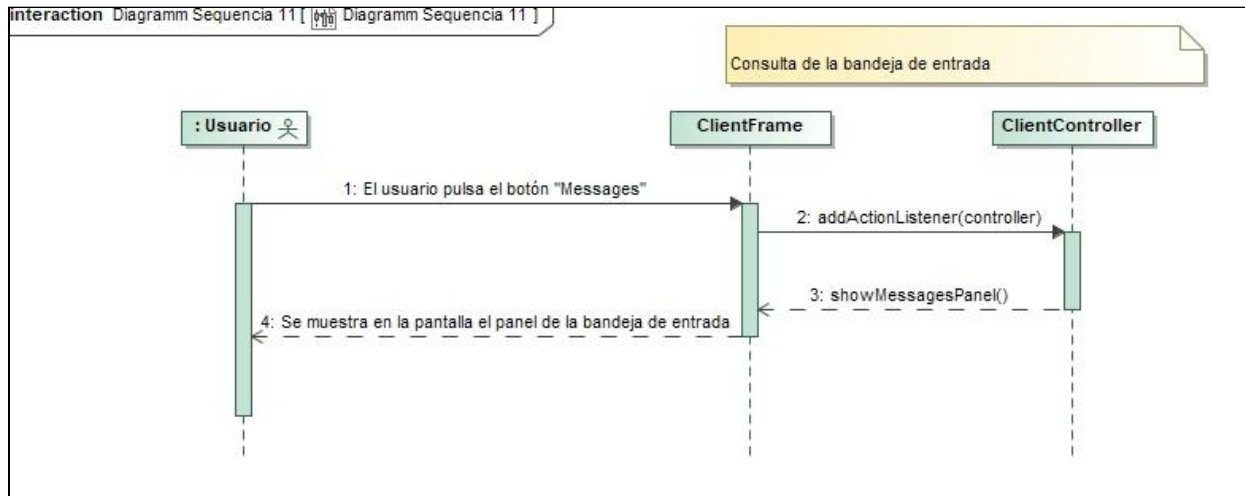 interaction Diagramm Sequencia 11 [ Diagramm Sequencia 11 ]
Consulta de la bandeja de entrada
: Usuario
ClientFrame
ClientController
1: El usuario pulsa el botón "Messages"
2: addActionListener(controller)
3: showMessagesPanel()
4: Se muestra en la pantalla el panel de la bandeja de entrada